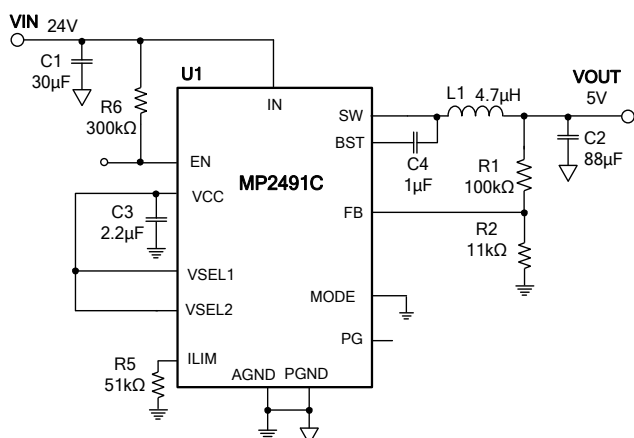 VIN
24V
C1
30µF
R6
300kΩ
U1
IN
EN
VCC
C3
2.2µF
VSEL1
VSEL2
ILIM
R5
51kΩ
MP2491C
SW
BST
FB
MODE
PG
AGND
PGND
L1
4.7µH
C4
1µF
VOUT
5V
C2
88µF
R1
100kΩ
R2
11kΩ